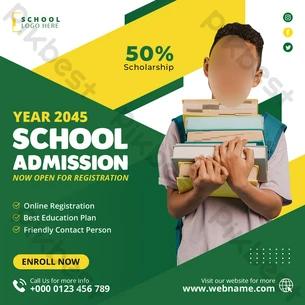 SCHOOL
LOGO HERE
50%
Scholarship
YEAR 2045
SCHOOL
ADMISSION
NOW OPEN FOR REGISTRATION
Online Registration
Best Education Plan
Friendly Contact Person
ENROLL NOW
Call Us for more info
+000 0123 456 789
Visit our website for more
www.webname.com
pikbest